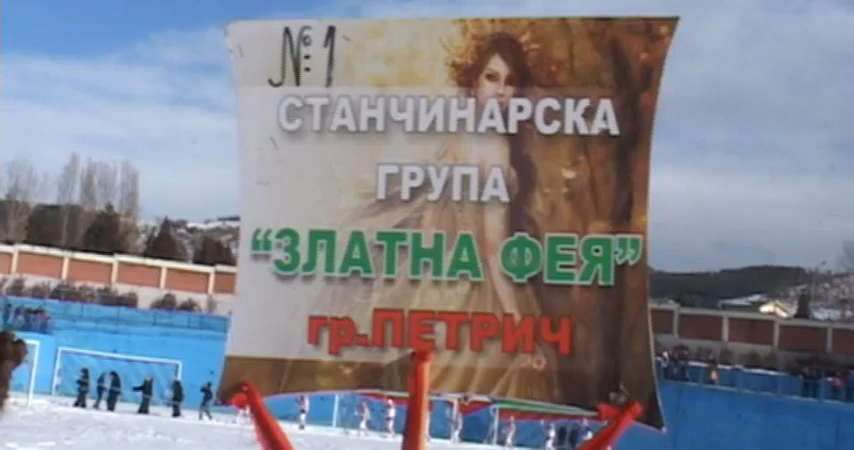 №1
СТАНЧИНАРСКА
ГРУПА
“ЗЛАТНА ФЕЯ”
гр.ПЕТРИЧ